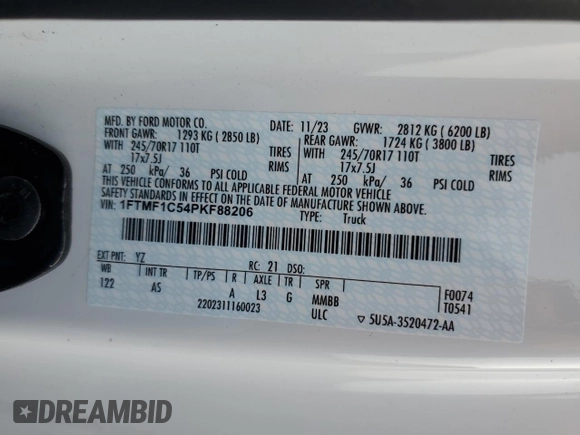 MFD. BY FORD MOTOR CO. 11/23 GVWR: 2812 KG ( 6200 LB)
FRONT GAWR: 1293 KG ( 2850 LB) REAR GAWR: 1724 KG ( 3800 LB)
WITH 245/70R17 110T TIRES WITH 245/70R17 110T TIRES
17x7.5J RIMS 17x7.5J RIMS
AT 250 kPa/ 36 PSI COLD AT 250 kPa/ 36 PSI COLD
THIS VEHICLE CONFORMS TO ALL APPLICABLE FEDERAL MOTOR VEHICLE
SAFETY STANDARDS IN EFFECT ON THE DATE OF MANUFACTURE SHOWN ABOVE.
VIN: 1FTMF1C54PKF88206
TYPE: Truck
EXT PNT: YZ RC: 21 DSO:
WB INT TR TP/PS R AXLE TR SPR F0074
122 AS A L3 G MMBB T0541
2202311160023 ULC ▽ 5U5A-3520472-AA
DREAMBID